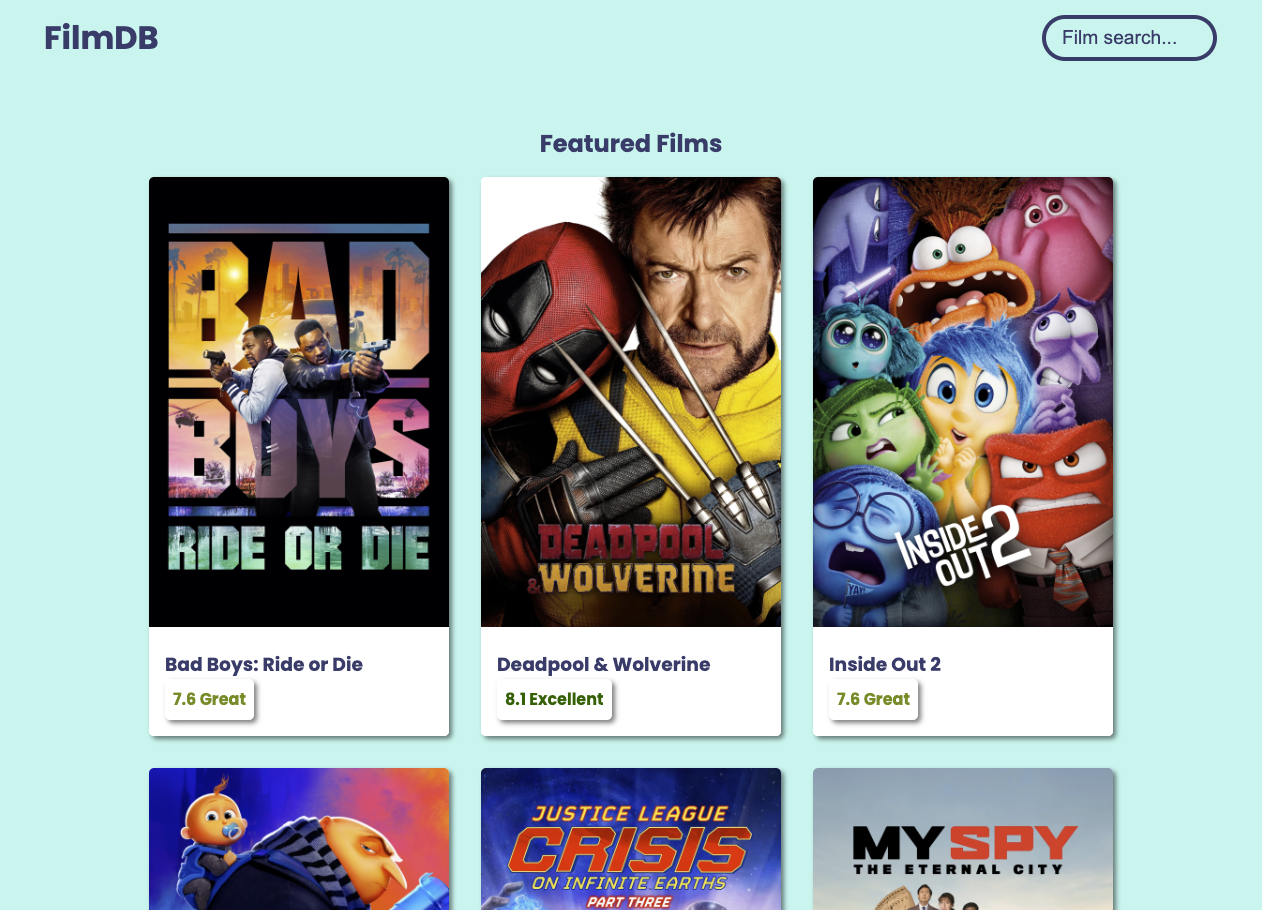 FilmDB
Film search...
Featured Films
BAD
BOYS
RIDE OR DIE
DEADPOOL
& WOLVERINE
INSIDE
OUT 2
YAY!
Bad Boys: Ride or Die
7.6 Great
Deadpool & Wolverine
8.1 Excellent
Inside Out 2
7.6 Great
JUSTICE LEAGUE
CRISIS
ON INFINITE EARTHS
PART THREE
MY SPY
THE ETERNAL CITY